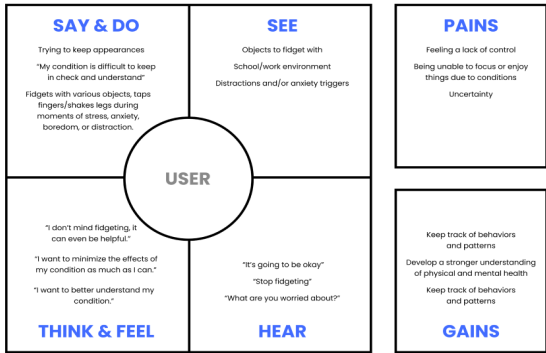 SAY & DO
Trying to keep appearances
“My condition is difficult to keep
in check and understand”
Fidgets with various objects, taps
fingers/shakes legs during
moments of stress, anxiety,
boredom, or distraction.
SEE
Objects to fidget with
School/work environment
Distractions and/or anxiety triggers
USER
“I don’t mind fidgeting, it
can even be helpful.”
“I want to minimize the effects of
my condition as much as I can.”
“I want to better understand my
condition.”
THINK & FEEL
“It’s going to be okay”
“Stop fidgeting”
“What are you worried about?”
HEAR
PAINS
Feeling a lack of control
Being unable to focus or enjoy
things due to conditions
Uncertainty
Keep track of behaviors
and patterns
Develop a stronger understanding
of physical and mental health
Keep track of behaviors
and patterns
GAINS